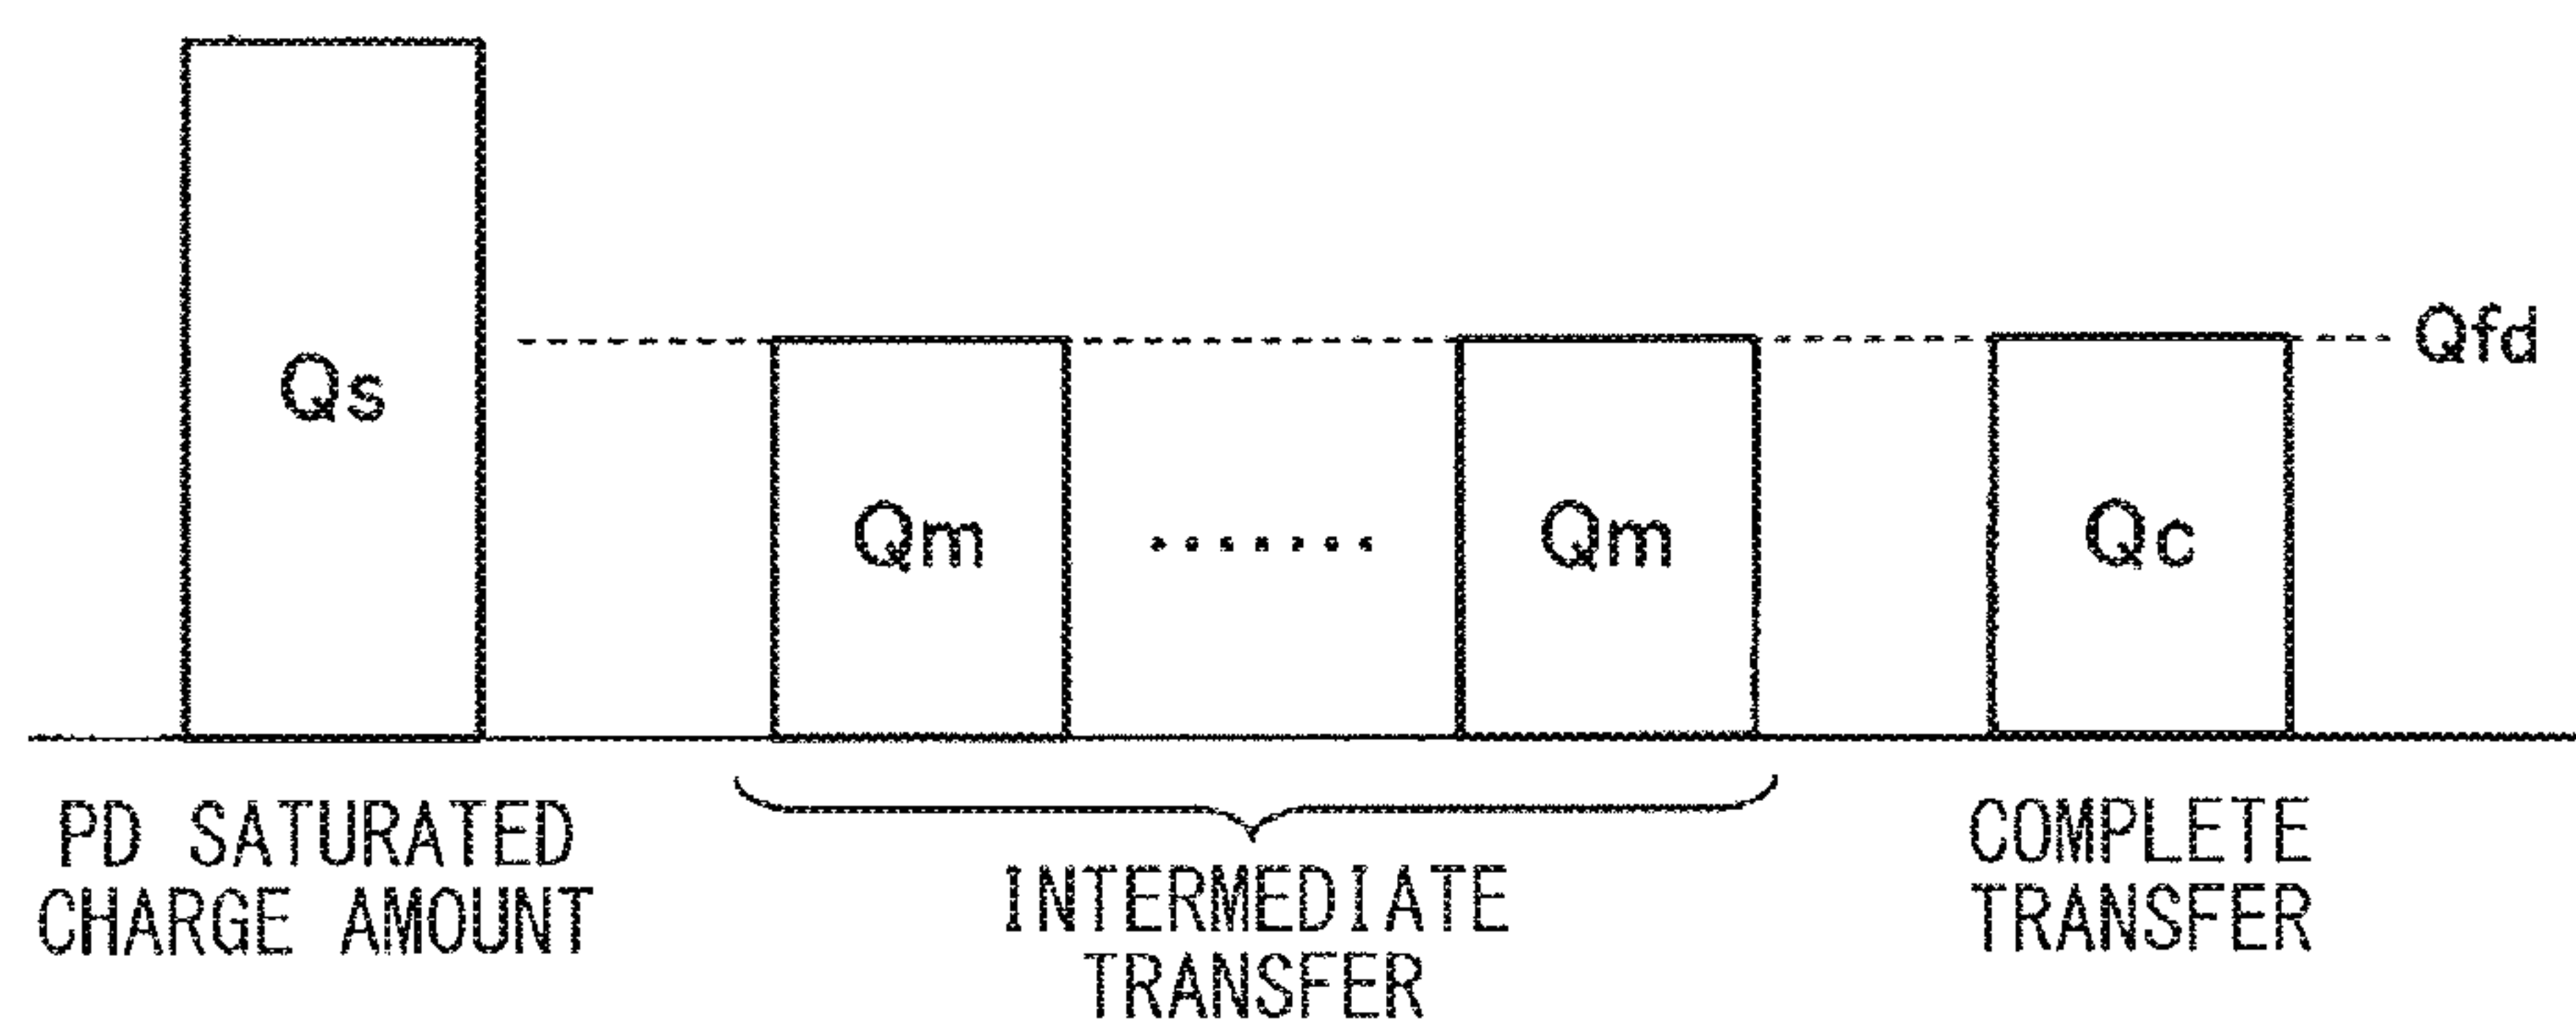 Qs
Qfd
Qm
.......
Qm
Qc
PD SATURATED
CHARGE AMOUNT
INTERMEDIATE
TRANSFER
COMPLETE
TRANSFER